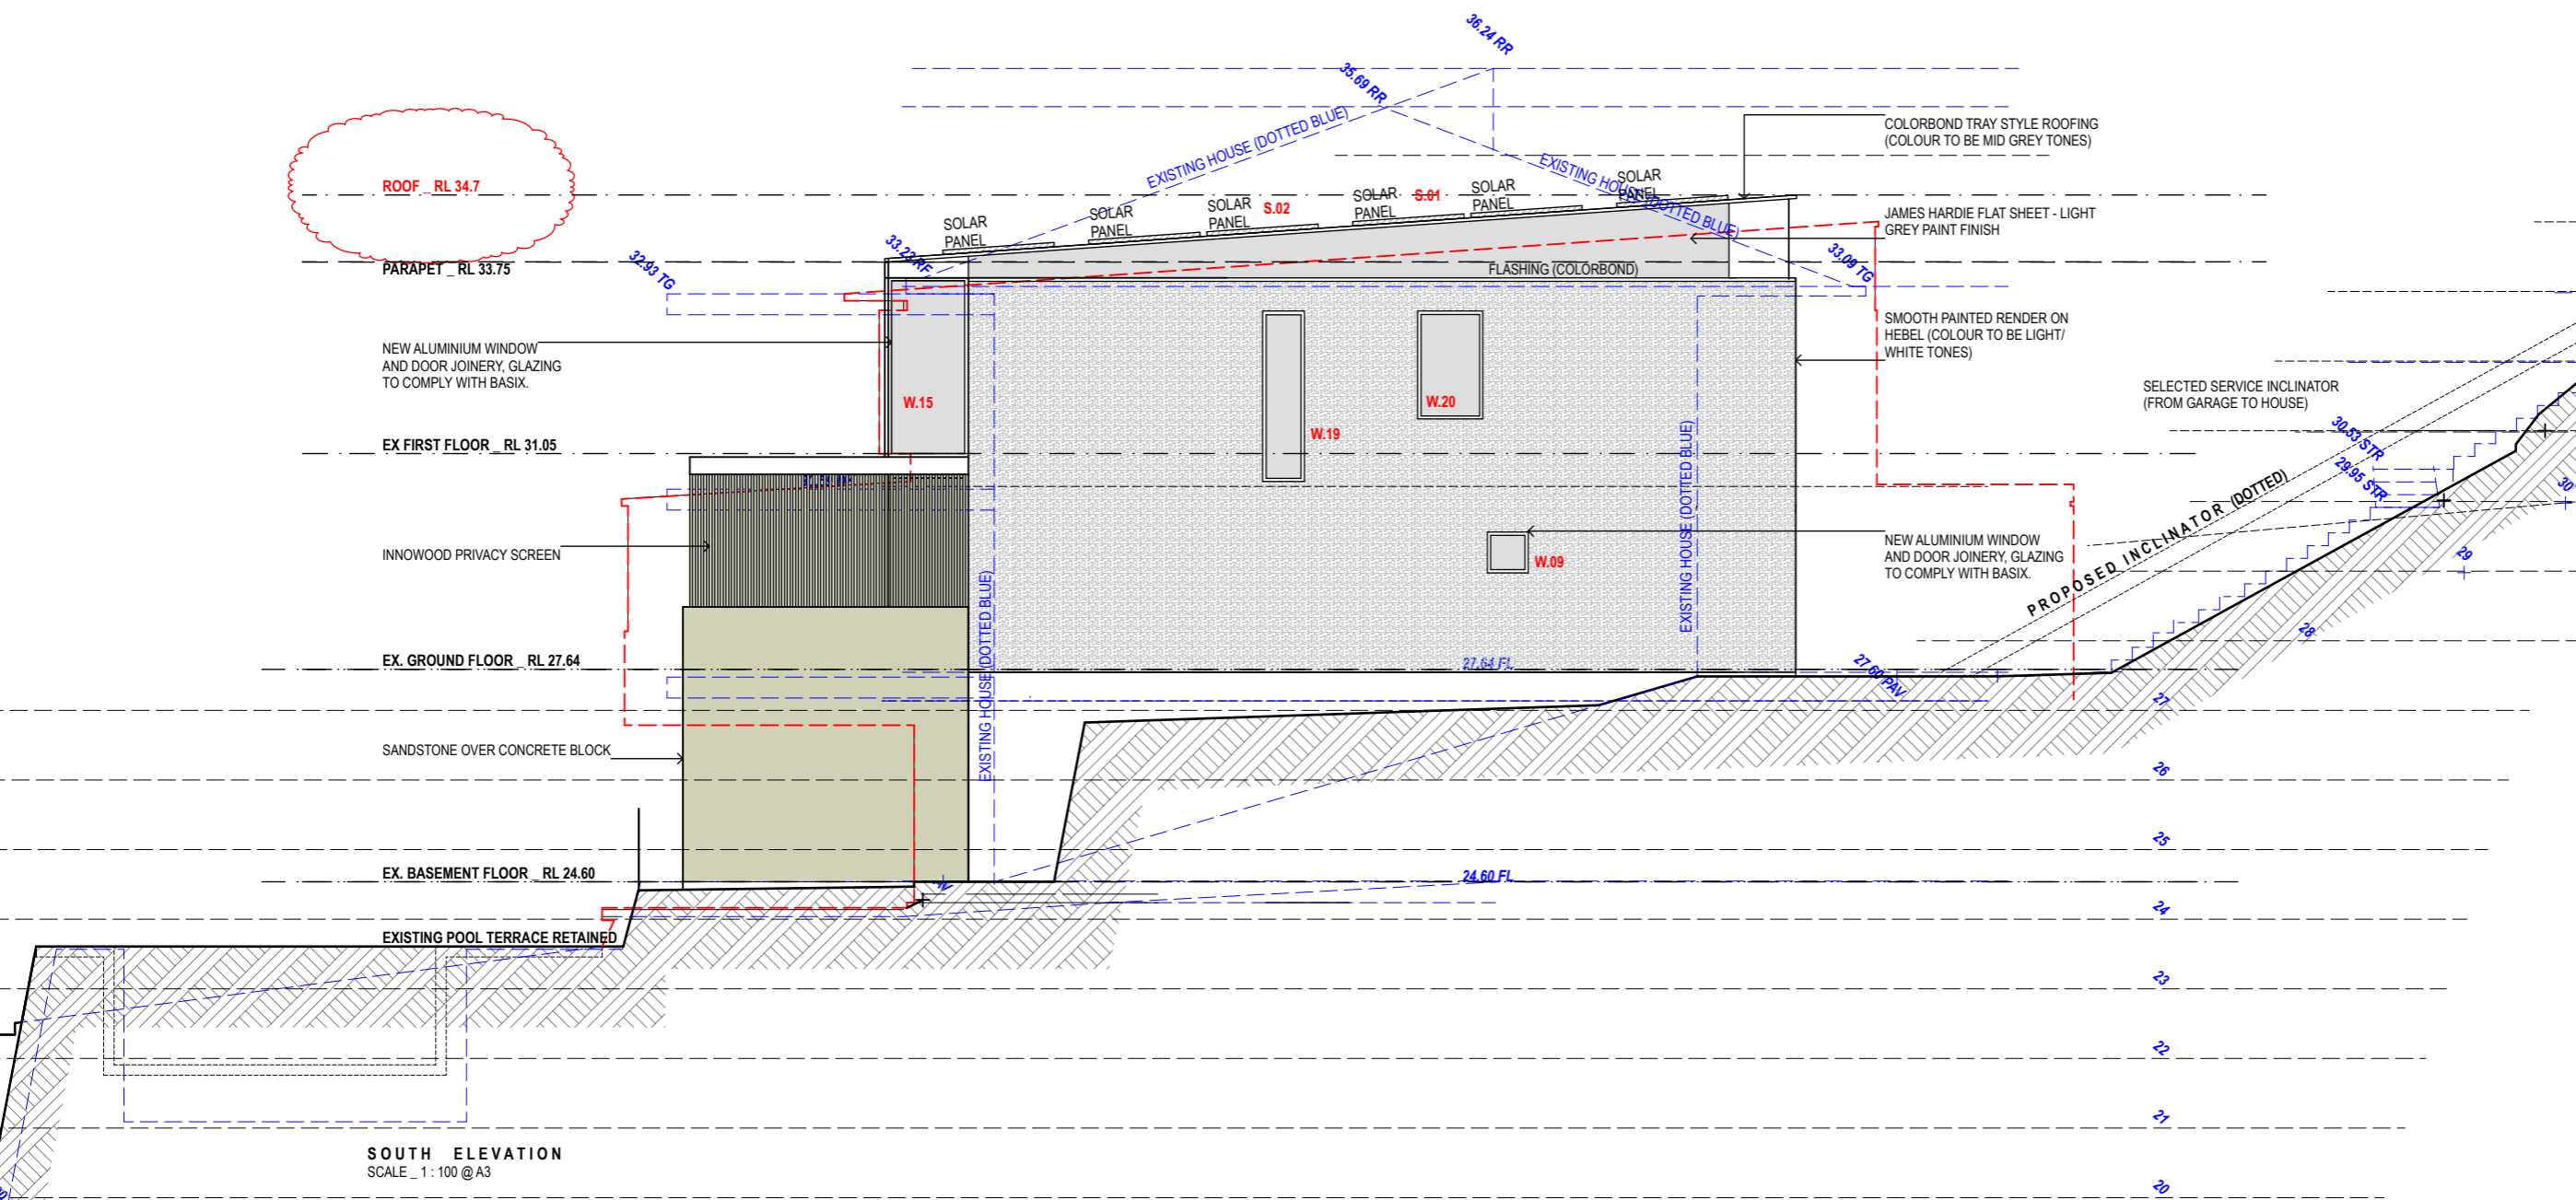 36.24 RR
35.69 RR
EXISTING HOUSE (DOTTED BLUE)
EXISTING HOUSE (DOTTED BLUE)
COLORBOND TRAY STYLE ROOFING
(COLOUR TO BE MID GREY TONES)
ROOF _ RL 34.7
SOLAR
PANEL
SOLAR
PANEL
SOLAR
PANEL
S.02
SOLAR
PANEL
S.01
SOLAR
PANEL
SOLAR
PANEL
JAMES HARDIE FLAT SHEET - LIGHT
GREY PAINT FINISH
33.23 RF
32.93 TG
33.09 TG
PARAPET _ RL 33.75
FLASHING (COLORBOND)
SMOOTH PAINTED RENDER ON
HEBEL (COLOUR TO BE LIGHT/
WHITE TONES)
NEW ALUMINIUM WINDOW
AND DOOR JOINERY, GLAZING
TO COMPLY WITH BASIX.
W.15
W.20
W.19
SELECTED SERVICE INCLINATOR
(FROM GARAGE TO HOUSE)
30.53 STR
29.95 STR
30
EX FIRST FLOOR _ RL 31.05
EXISTING HOUSE (DOTTED BLUE)
INNOWOOD PRIVACY SCREEN
W.09
NEW ALUMINIUM WINDOW
AND DOOR JOINERY, GLAZING
TO COMPLY WITH BASIX.
PROPOSED INCLINATOR (DOTTED)
29
28
EX. GROUND FLOOR _ RL 27.64
EXISTING HOUSE (DOTTED BLUE)
27.64 FL
27.60 PAV
27
SANDSTONE OVER CONCRETE BLOCK
26
25
EX. BASEMENT FLOOR _ RL 24.60
24.60 FL
24
EXISTING POOL TERRACE RETAINED
23
22
21
SOUTH ELEVATION
SCALE _ 1 : 100 @ A3
20